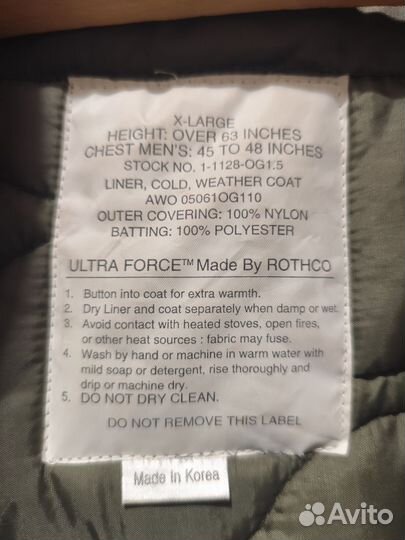 X-LARGE
HEIGHT: OVER 63 INCHES
CHEST MEN'S: 45 TO 48 INCHES
STOCK NO. 1-1128-OG1.5
LINER, COLD, WEATHER COAT
AWO 05061OG110
OUTER COVERING: 100% NYLON
BATTING: 100% POLYESTER
ULTRA FORCE™ Made By ROTHCO
1. Button into coat for extra warmth.
2. Dry Liner and coat separately when damp or wet.
3. Avoid contact with heated stoves, open fires,
or other heat sources : fabric may fuse.
4. Wash by hand or machine in warm water with
mild soap or detergent, rise thoroughly and
drip or machine dry.
5. DO NOT DRY CLEAN.
DO NOT REMOVE THIS LABEL
Made In Korea
Avito